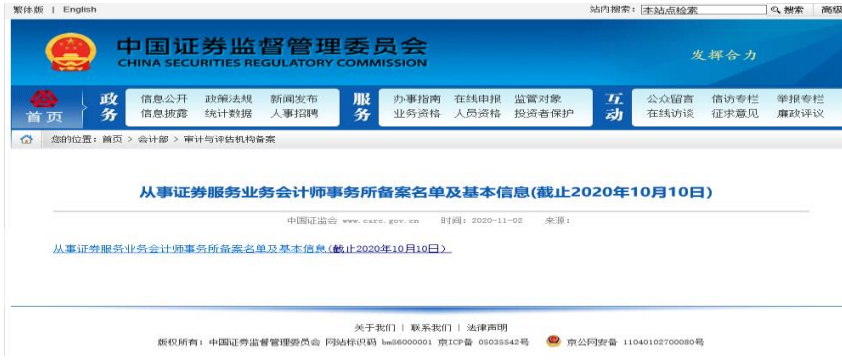 繁体版 | English 站内搜索: 本站点检索 搜索 高级
中国证券监督管理委员会
CHINA SECURITIES REGULATORY COMMISSION
发挥合力
首页
政务 信息公开 政策法规 新闻发布
信息披露 统计数据 人事招聘
服务 办事指南 在线申报 监管对象
业务资格 人员资格 投资者保护
互动 公众留言 信访专栏 举报专栏
在线访谈 征求意见 廉政评议
您的位置: 首页 > 会计部 > 审计与评估机构备案
从事证券服务业务会计师事务所备案名单及基本信息(截止2020年10月10日)
中国证监会 www.csrc.gov.cn 时间: 2020-11-02 来源:
从事证券服务业务会计师事务所备案名单及基本信息(截止2020年10月10日)
关于我们 | 联系我们 | 法律声明
版权所有: 中国证券监督管理委员会 网站标识码 bm56000001 京ICP备 05035542号 京公网安备 11040102700080号